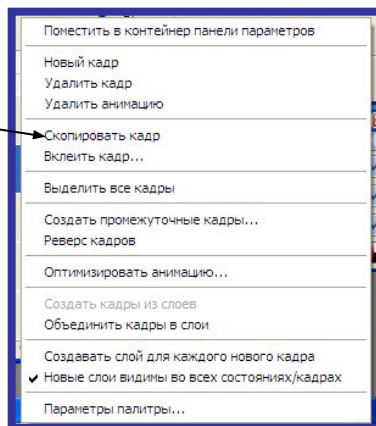 Поместить в контейнер панели параметров
Новый кадр
Удалить кадр
Удалить анимацию
Скопировать кадр
Вклеить кадр...
Выделить все кадры
Создать промежуточные кадры...
Реверс кадров
Оптимизировать анимацию...
Создать кадры из слоев
Объединить кадры в слои
Создавать слой для каждого нового кадра
Новые слои видимы во всех состояниях/кадрах
Параметры палитры...